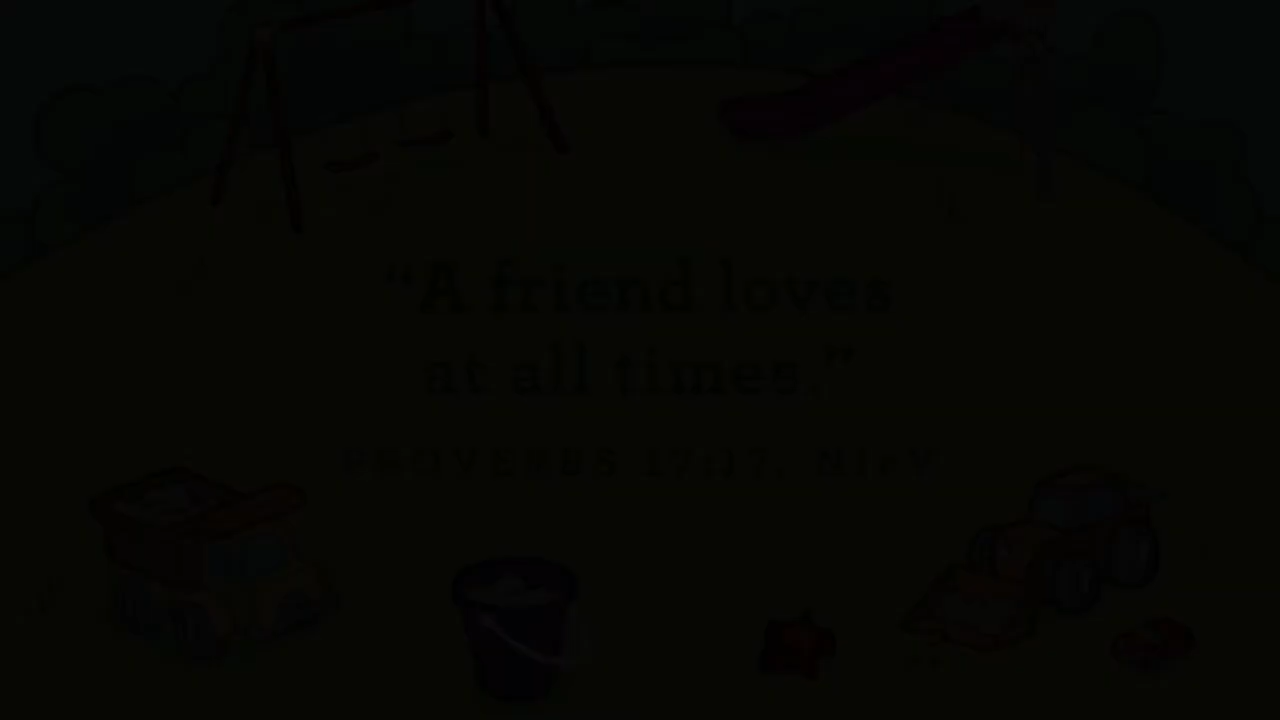 “A friend loves
at all times.”
PROVERBS 17:17, NIrV